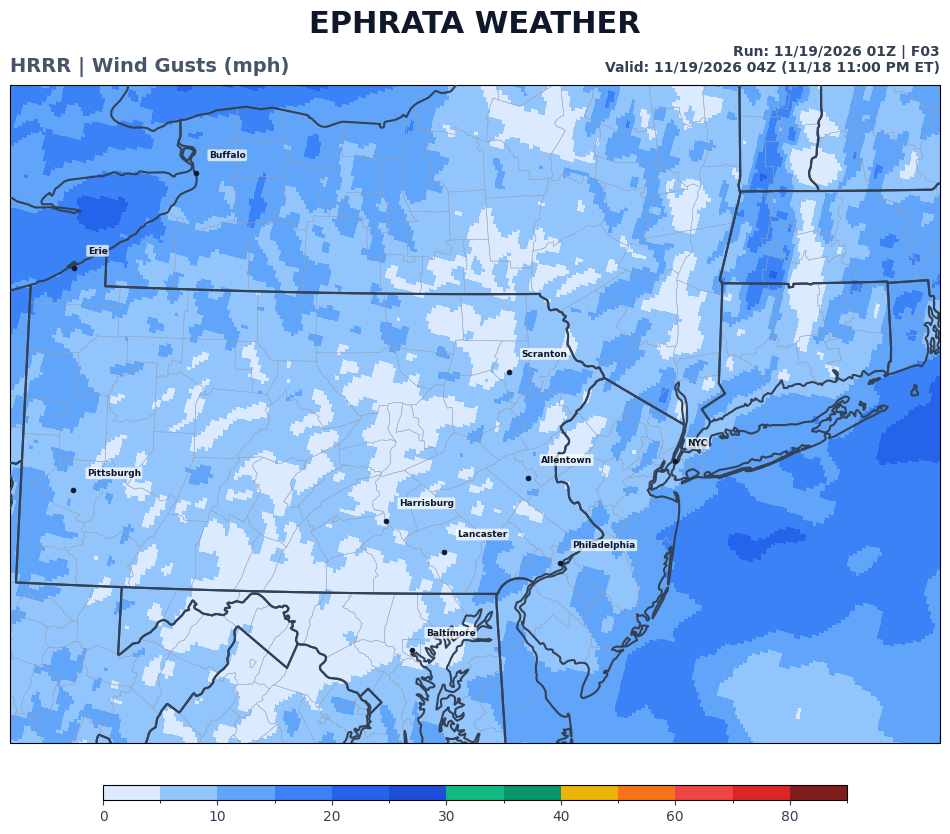 EPHRATA WEATHER
Run: 11/19/2026 01Z | F03
HRRR | Wind Gusts (mph)
Valid: 11/19/2026 04Z (11/18 11:00 PM ET)
Buffalo
Erie
Scranton
NYC
Allentown
Pittsburgh
Harrisburg
Lancaster
Philadelphia
Baltimore
0 10 20 30 40 50 60 70 80